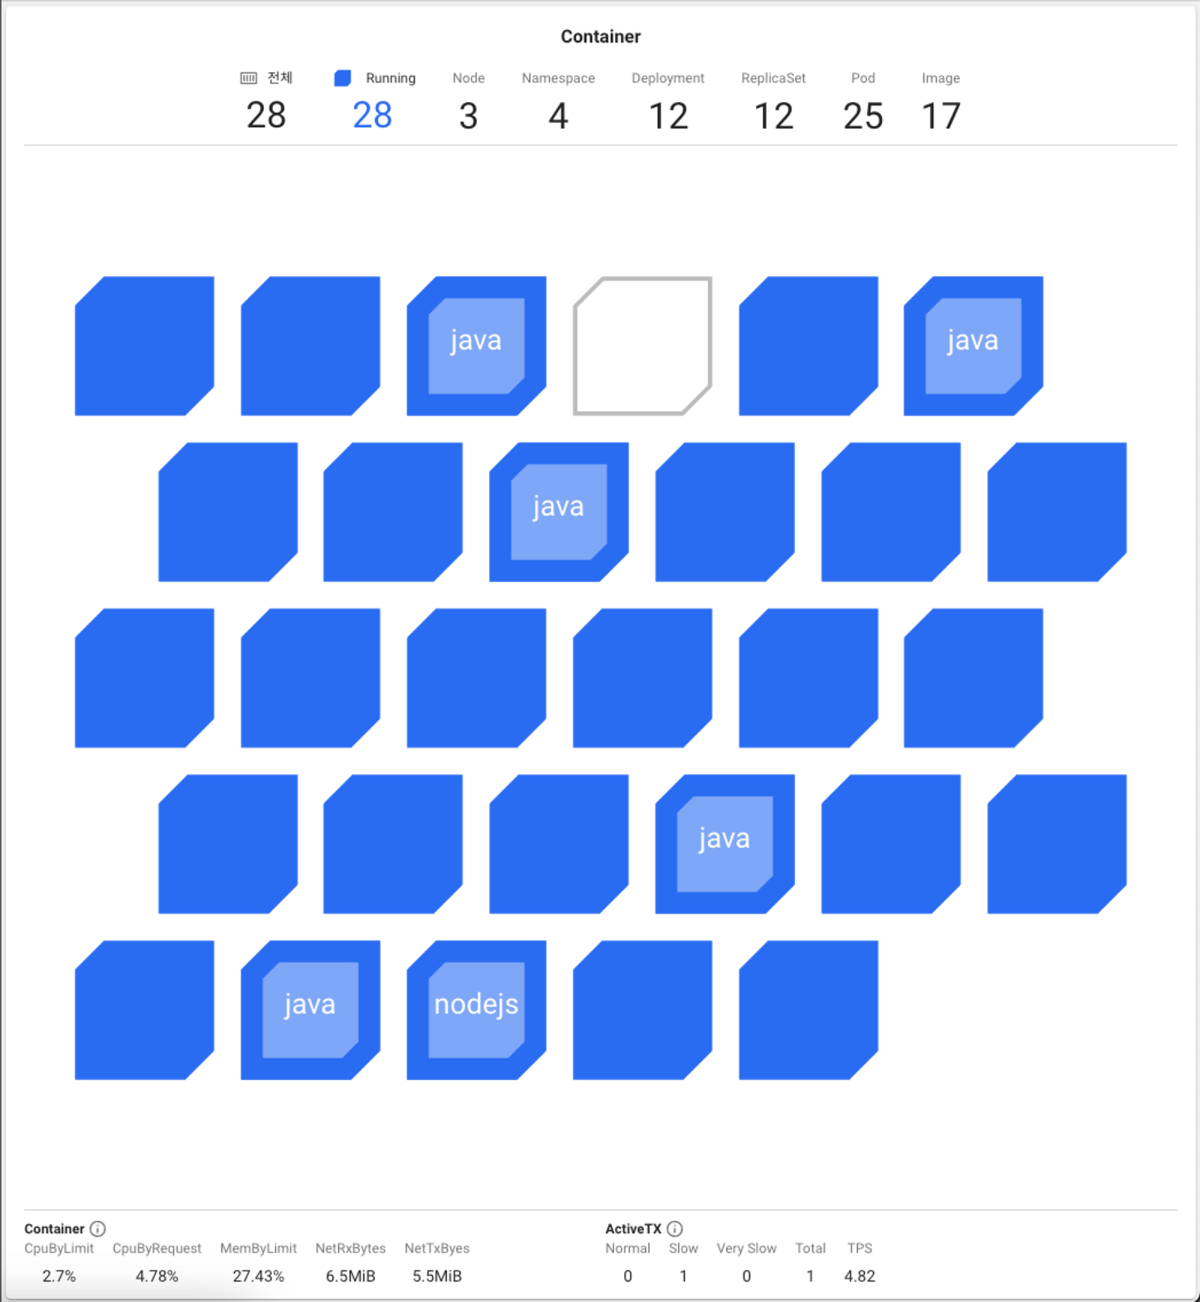 Container
전체 Running Node Namespace Deployment ReplicaSet Pod Image
28 28 3 4 12 12 25 17
java java
java
java
java nodejs
Container ActiveTX
CpuByLimit CpuByRequest MemByLimit NetRxBytes NetTxByes Normal Slow Very Slow Total TPS
2.7% 4.78% 27.43% 6.5MiB 5.5MiB 0 1 0 1 4.82